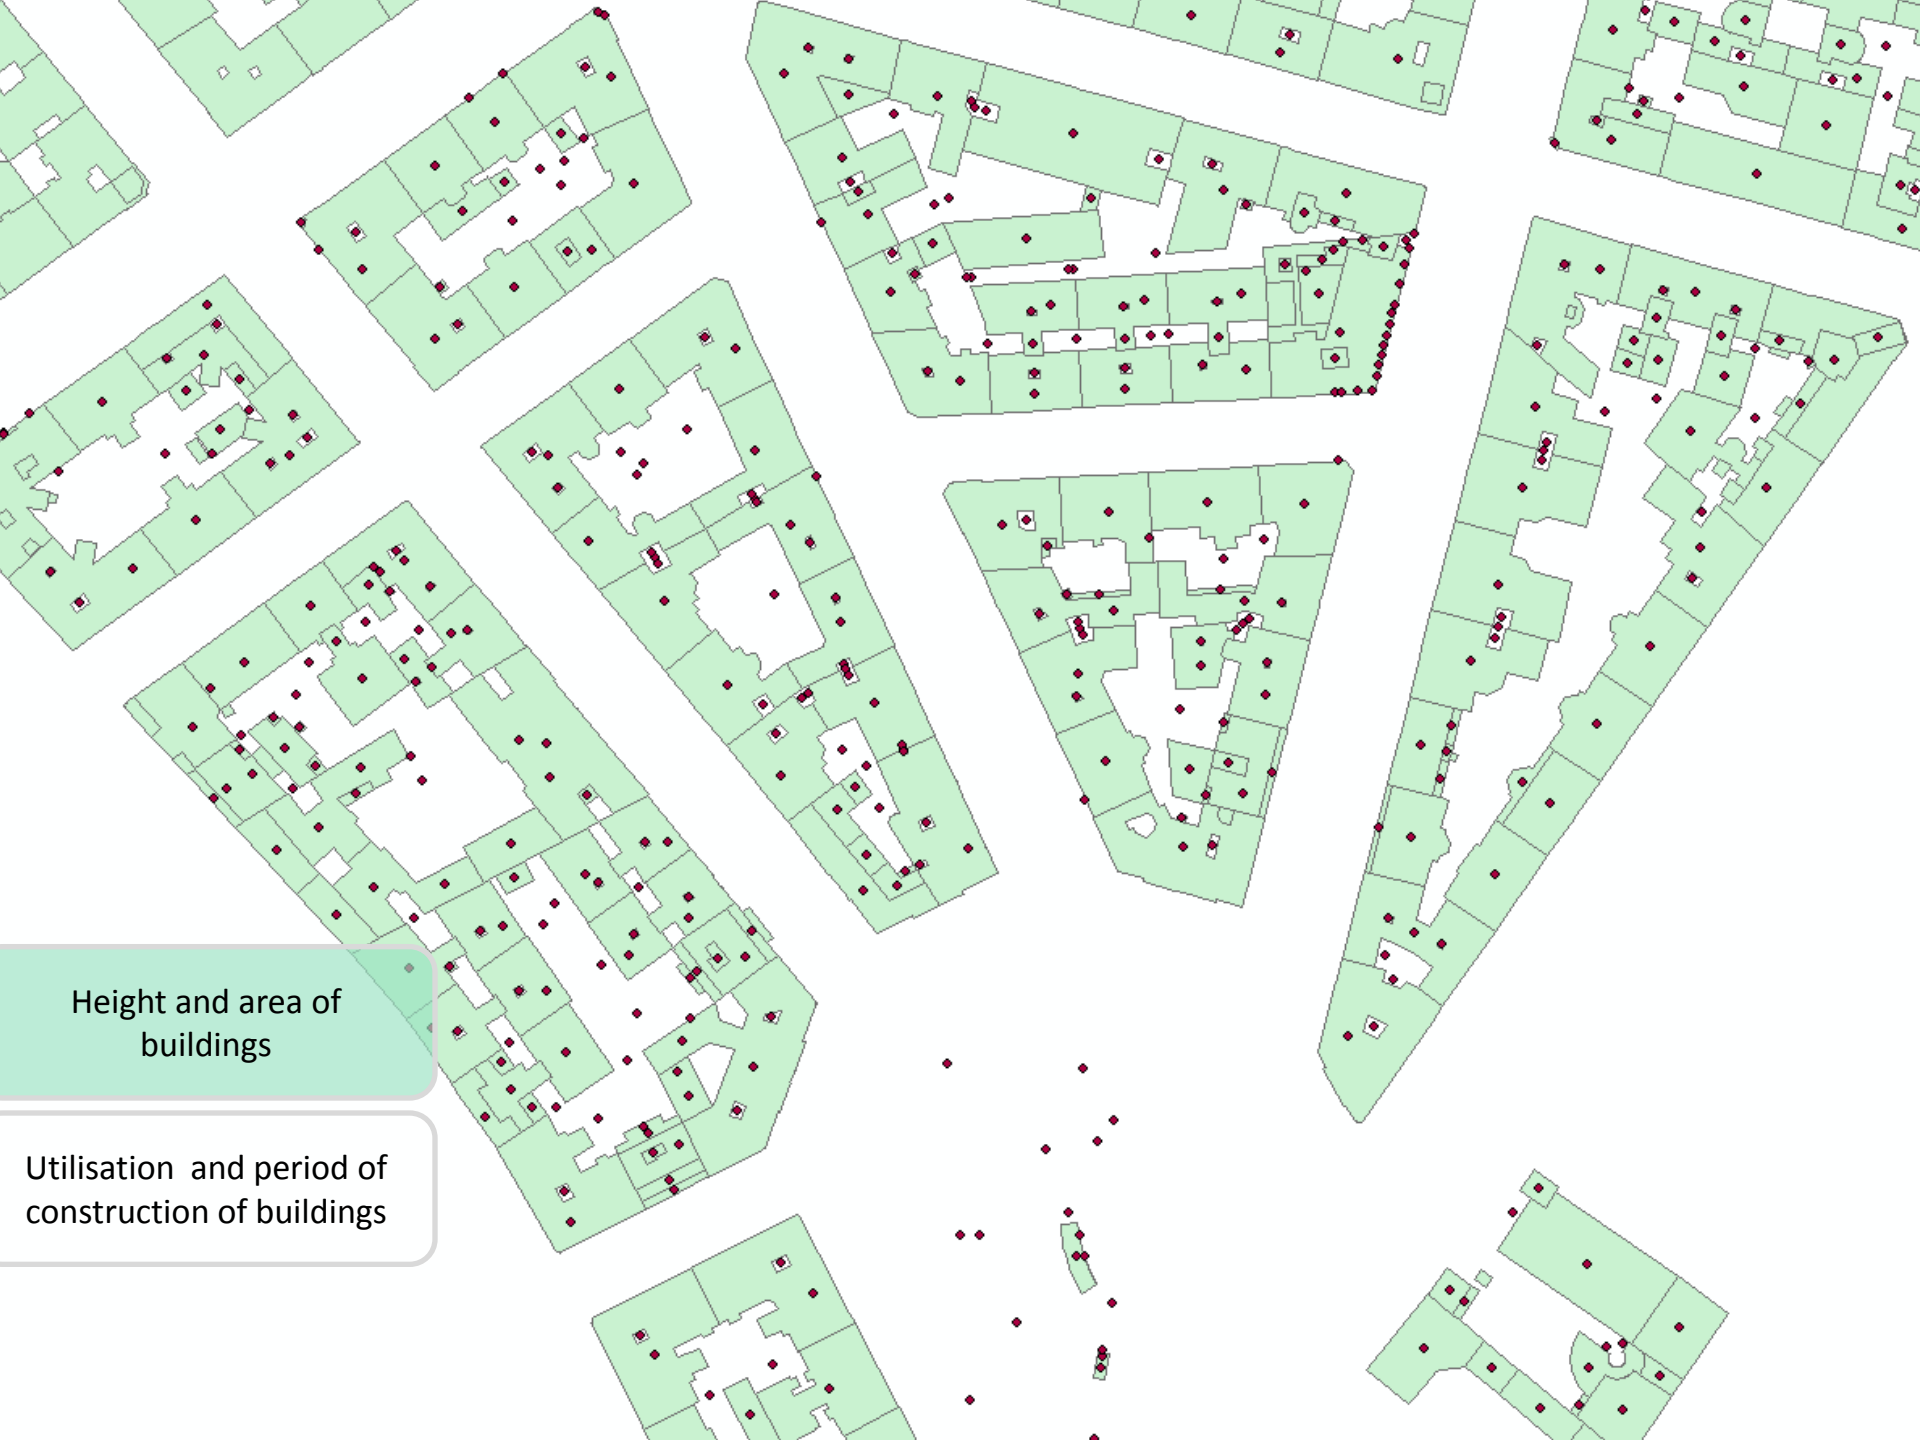 Height and area of
buildings
Utilisation  and period of
construction of buildings